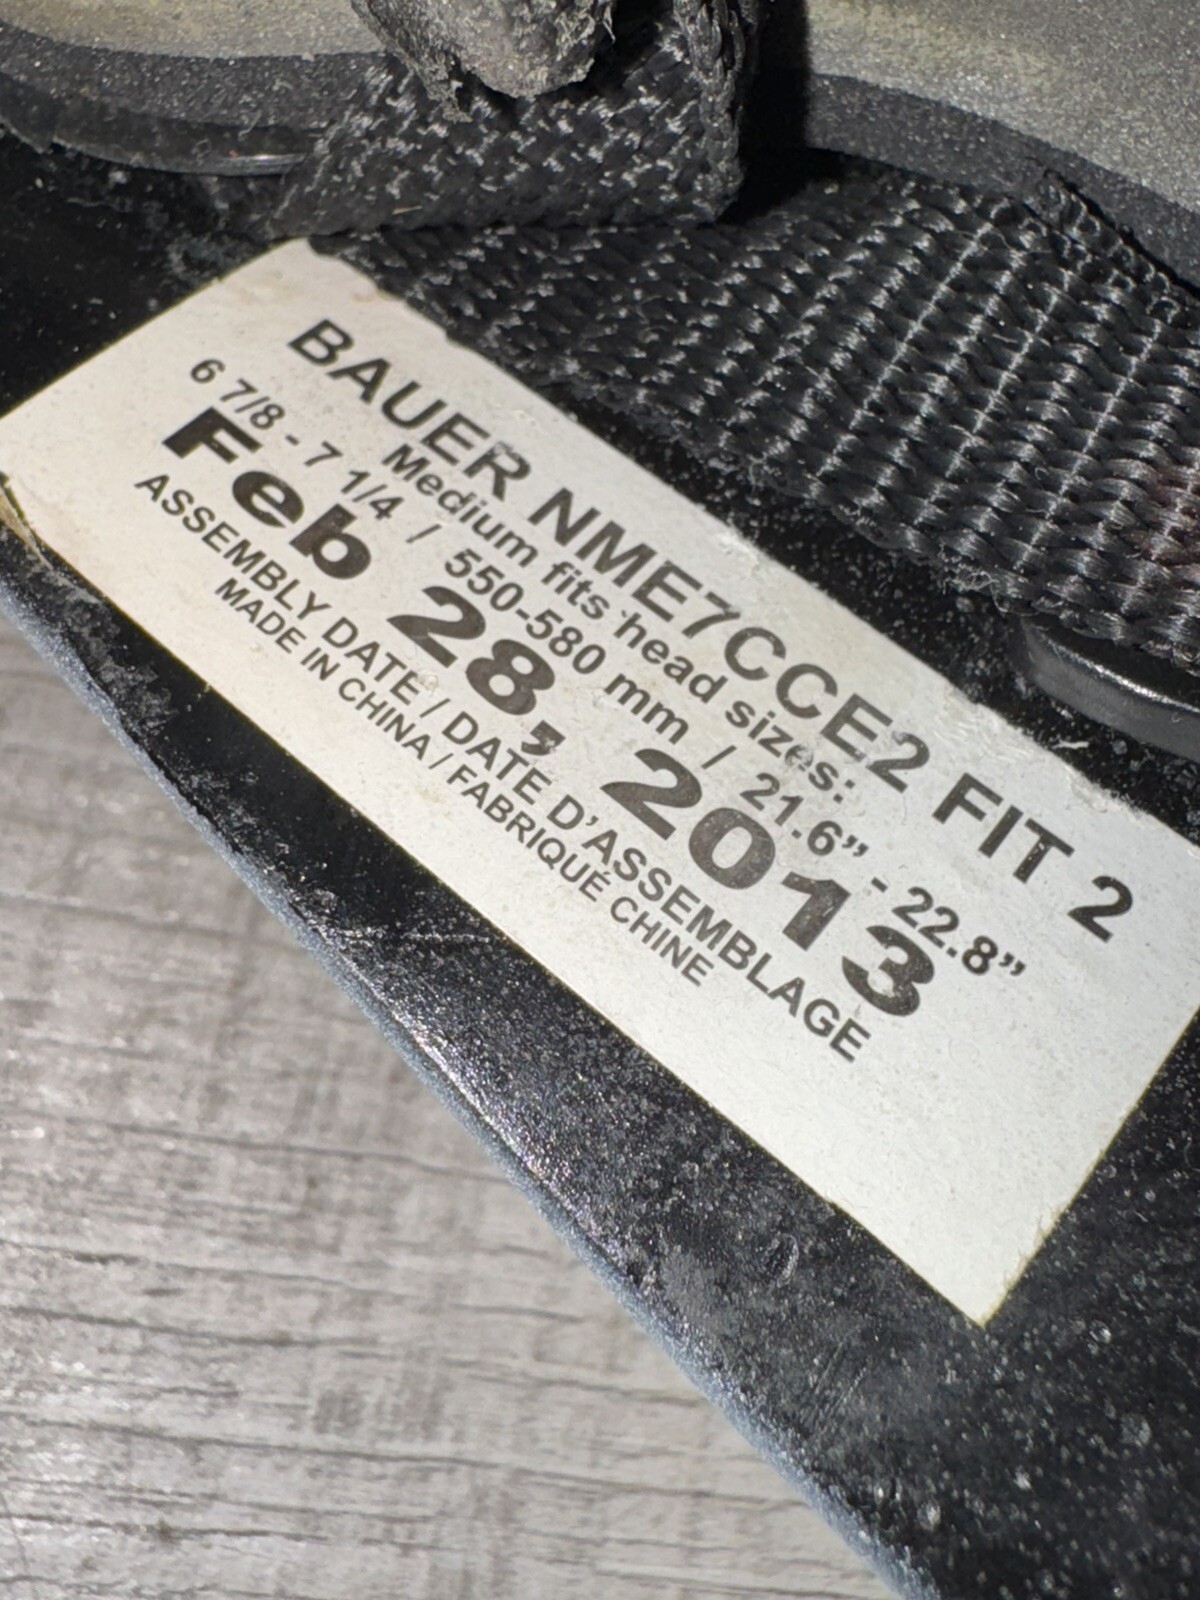 BAUER NME7CCE2 FIT 2
Medium fits head sizes:
6 7/8 - 7 1/4 / 550-580 mm / 21.6” - 22.8”
Feb 28, 2013
ASSEMBLY DATE / DATE D’ASSEMBLAGE
MADE IN CHINA / FABRIQUÉ CHINE